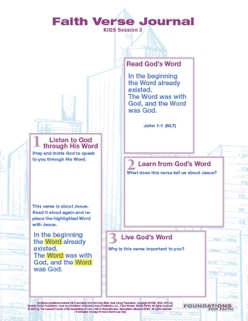 Faith Verse Journal
KIDS Session 3
Read God's Word
In the beginning
the Word already
existed.
The Word was with
God, and the Word
was God.
John 1:1 (NLT)
1 Listen to God
through His Word
Pray and invite God to speak
to you through His Word.
This verse is about Jesus.
Read it aloud again and re-
place the highlighted Word
with Jesus.
In the beginning
the Word already
existed.
The Word was with
God, and the Word
was God.
2 Learn from God's Word
What does this verse tell us about Jesus?
3 Live God's Word
Why is this verse important to you?
FOUNDATIONS
FOR FAITH